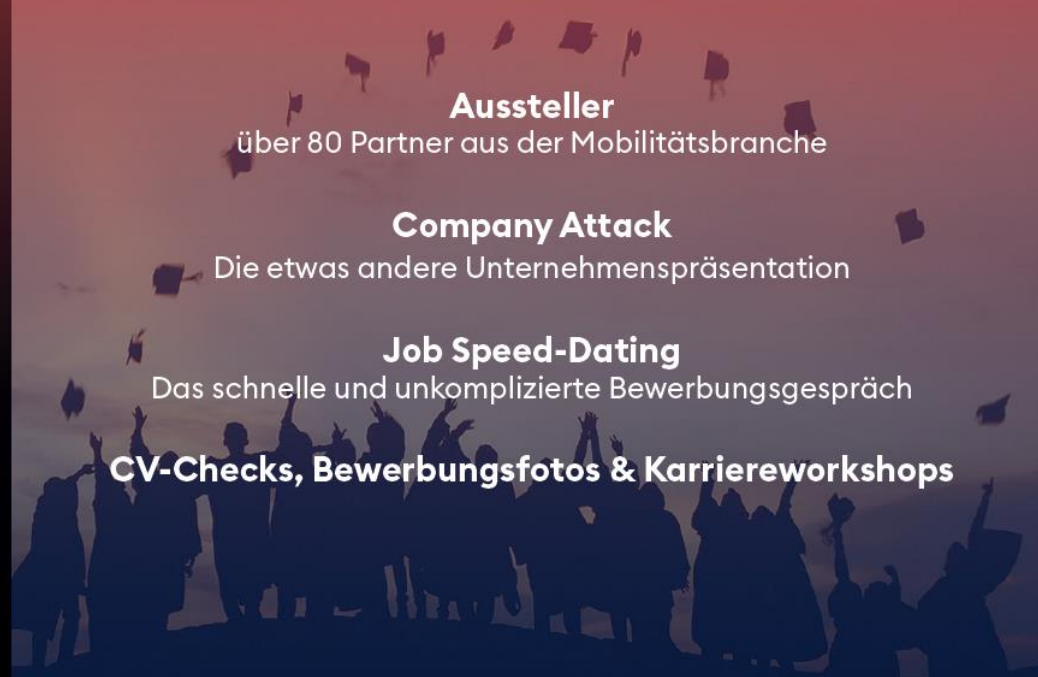 Aussteller
über 80 Partner aus der Mobilitätsbranche
Company Attack
Die etwas andere Unternehmenspräsentation
Job Speed-Dating
Das schnelle und unkomplizierte Bewerbungsgespräch
CV-Checks, Bewerbungsfotos & Karriereworkshops